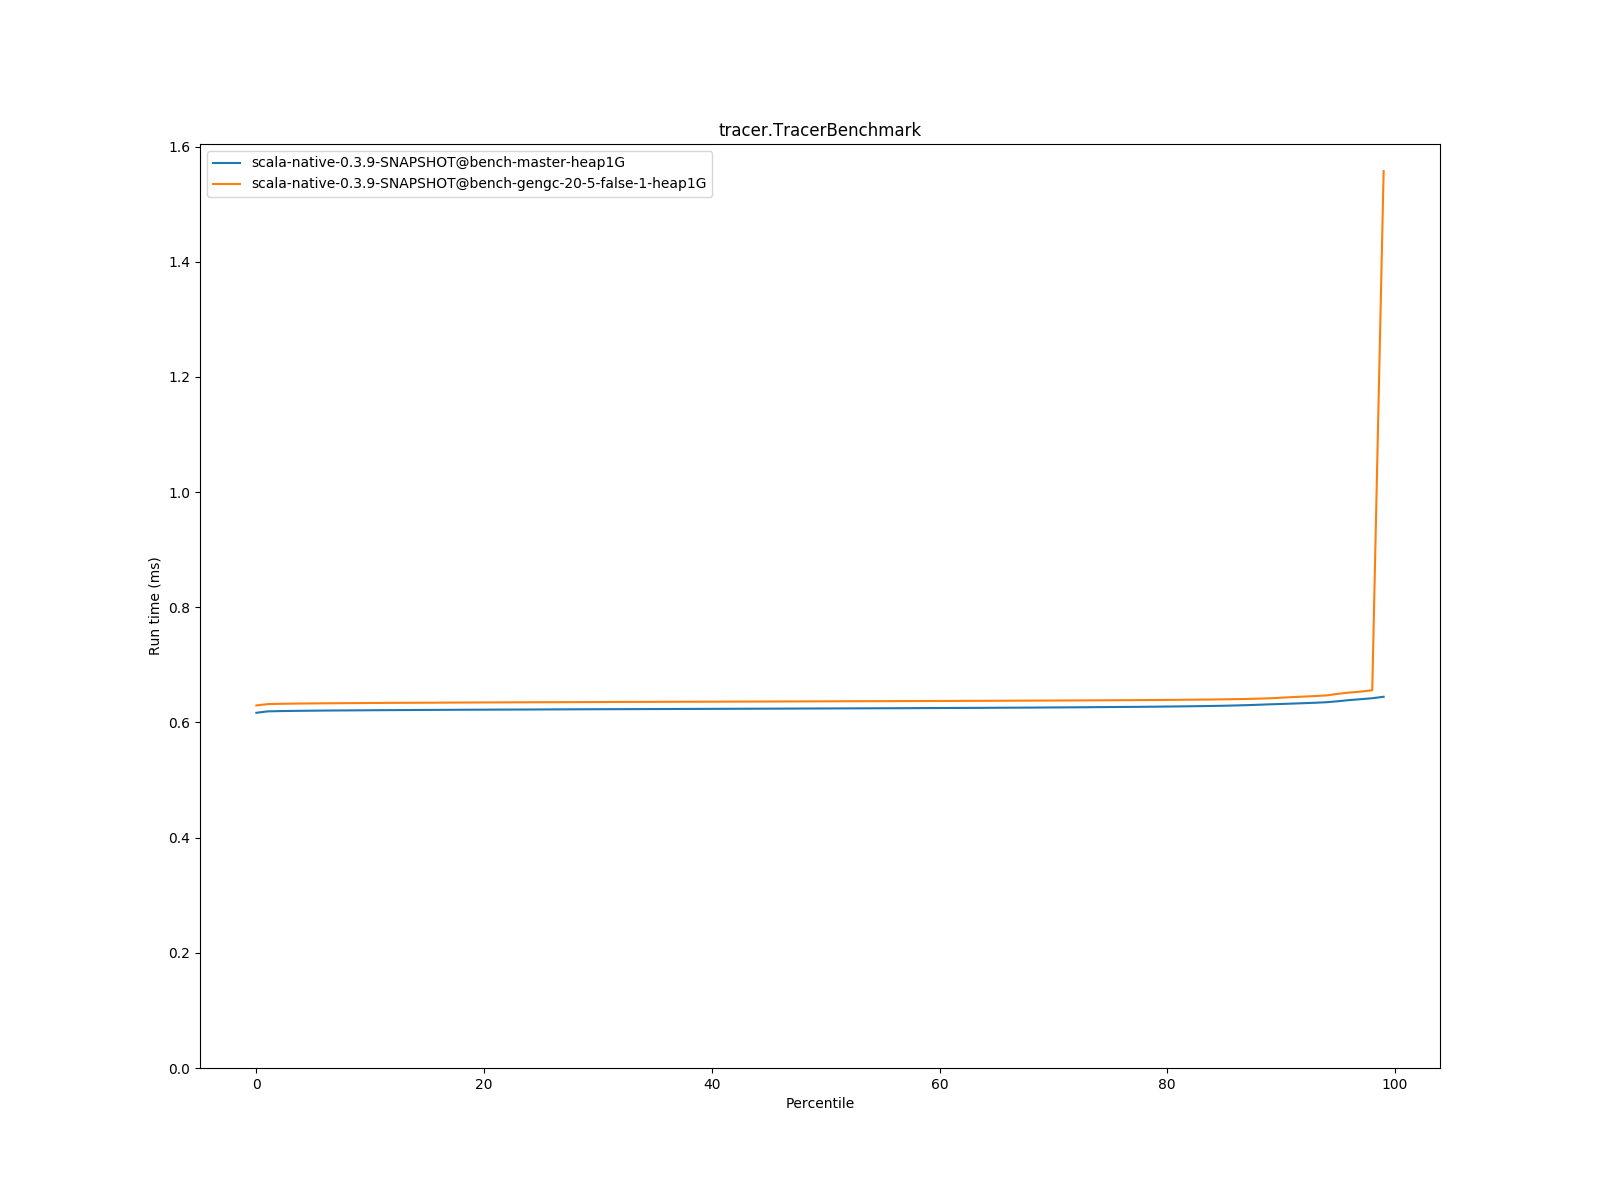 tracer.TracerBenchmark
scala-native-0.3.9-SNAPSHOT@bench-master-heap1G
scala-native-0.3.9-SNAPSHOT@bench-gengc-20-5-false-1-heap1G
1.6
1.4
1.2
1.0
0.8
0.6
0.4
0.2
0.0
Run time (ms)
0 20 40 60 80 100
Percentile